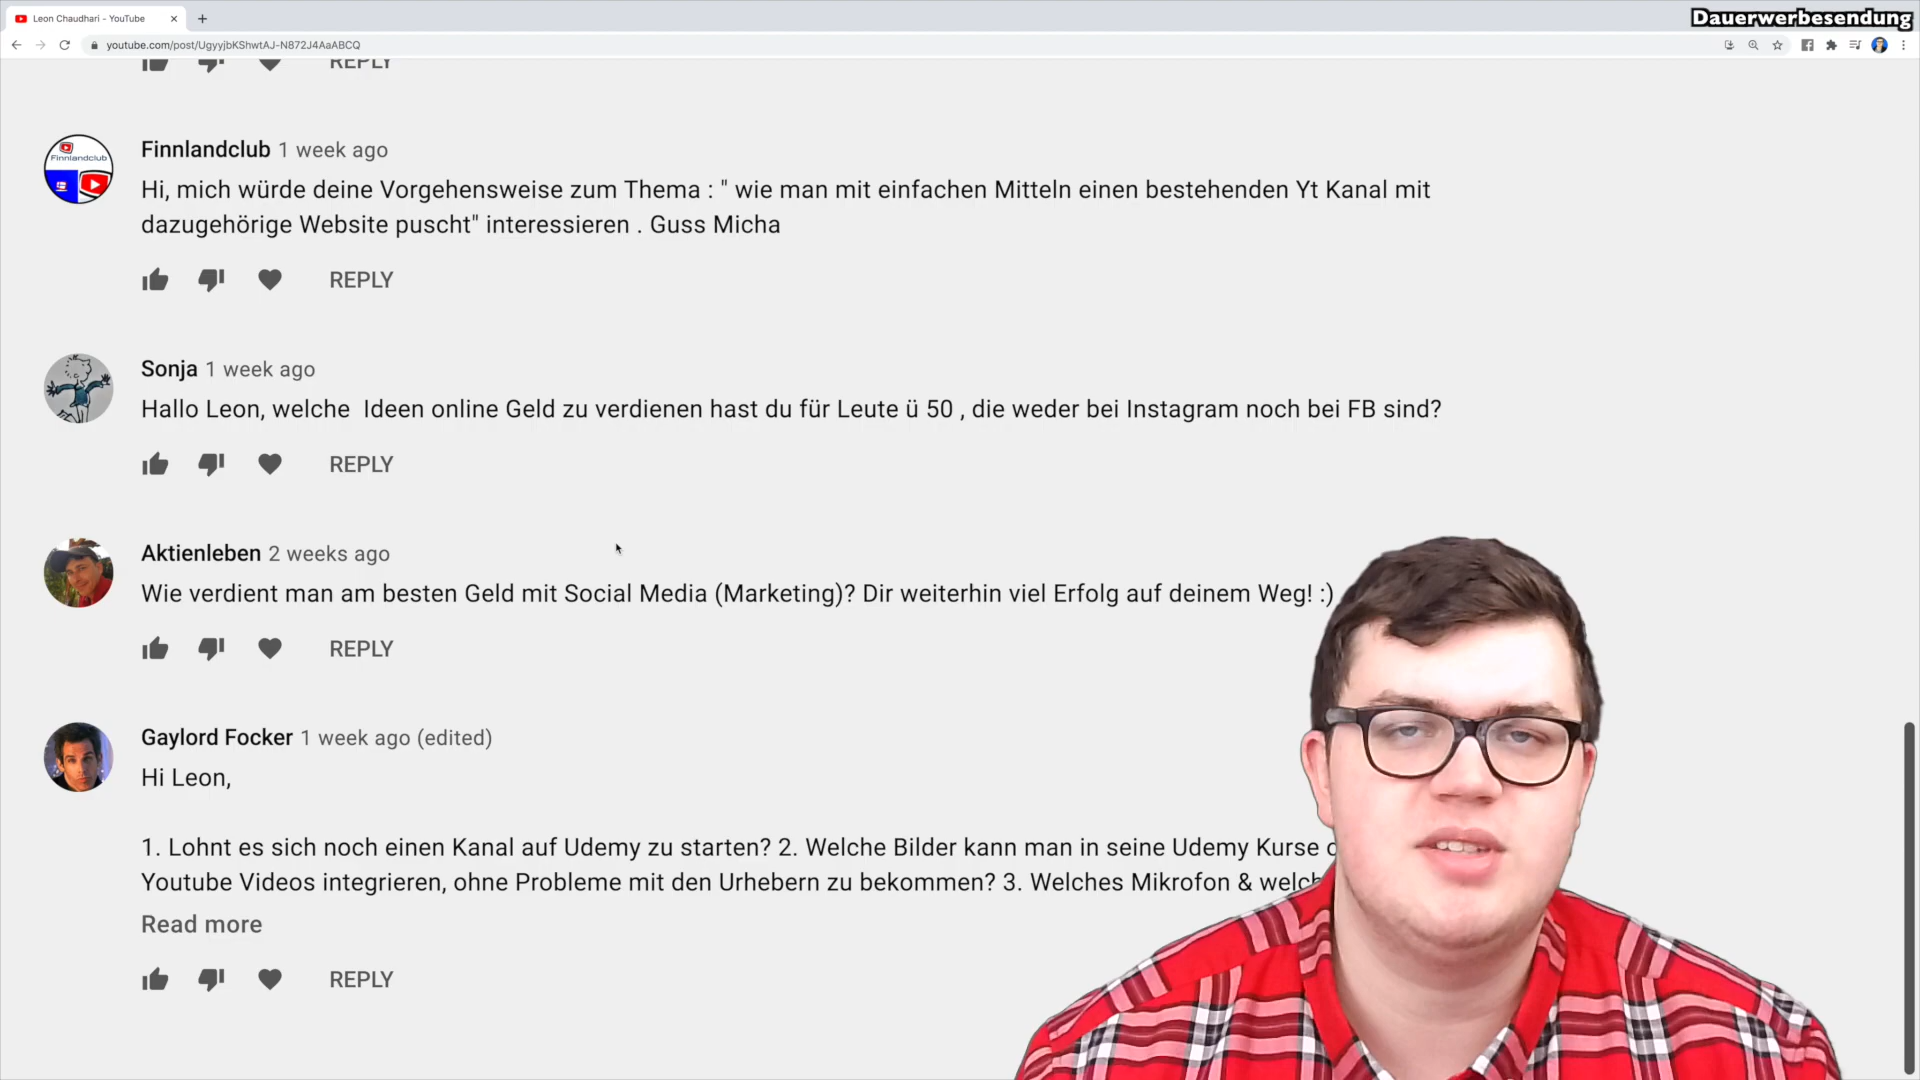 Leon Chaudhari - YouTube
Dauerwerbesendung
youtube.com/post/UgyyjbKShwtAJ-N872J4AaABCQ
REPLY
Finnlandclub 1 week ago
Finnlandclub
Hi, mich würde deine Vorgehensweise zum Thema : " wie man mit einfachen Mitteln einen bestehenden Yt Kanal mit
dazugehörige Website puscht" interessieren . Guss Micha
REPLY
Sonja 1 week ago
Hallo Leon, welche  Ideen online Geld zu verdienen hast du für Leute ü 50 , die weder bei Instagram noch bei FB sind?
REPLY
Aktienleben 2 weeks ago
Wie verdient man am besten Geld mit Social Media (Marketing)? Dir weiterhin viel Erfolg auf deinem Weg! :)
REPLY
Gaylord Focker 1 week ago (edited)
Hi Leon,
1. Lohnt es sich noch einen Kanal auf Udemy zu starten? 2. Welche Bilder kann man in seine Udemy Kurse
Youtube Videos integrieren, ohne Probleme mit den Urhebern zu bekommen? 3. Welches Mikrofon &
Read more
REPLY